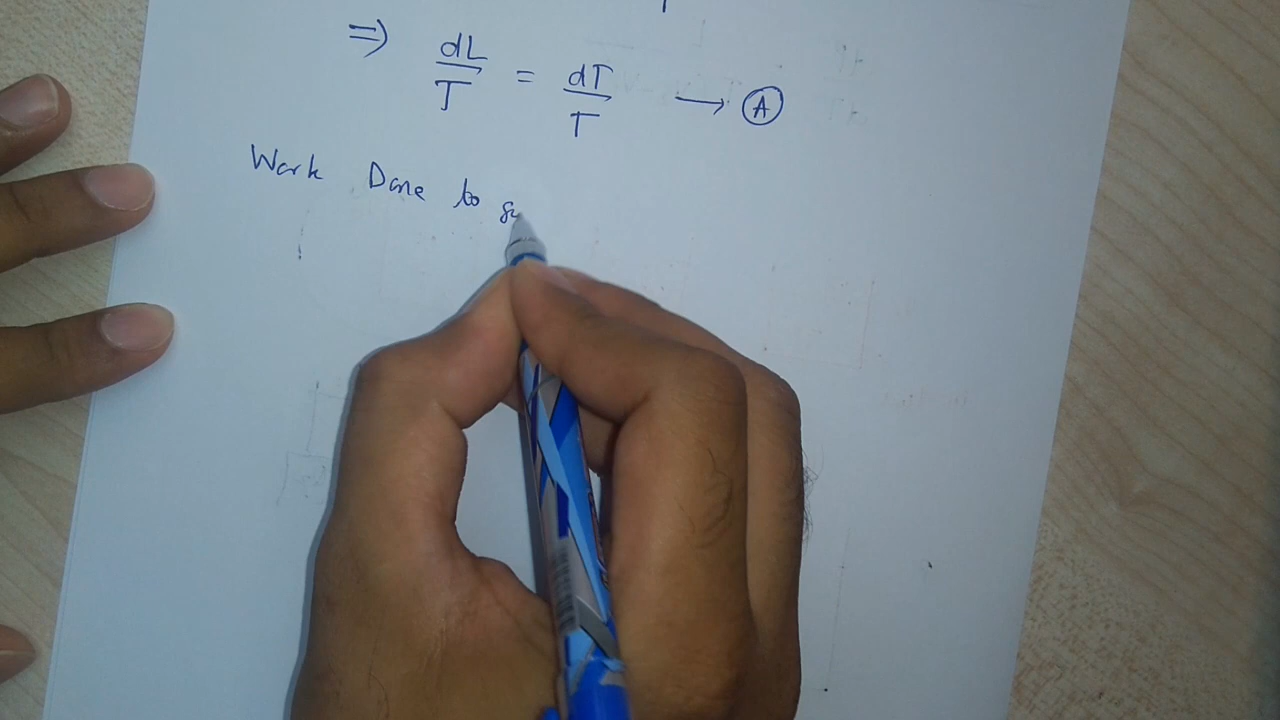 ⇒ dL/T = dT/T → Ⓐ
Work Done to